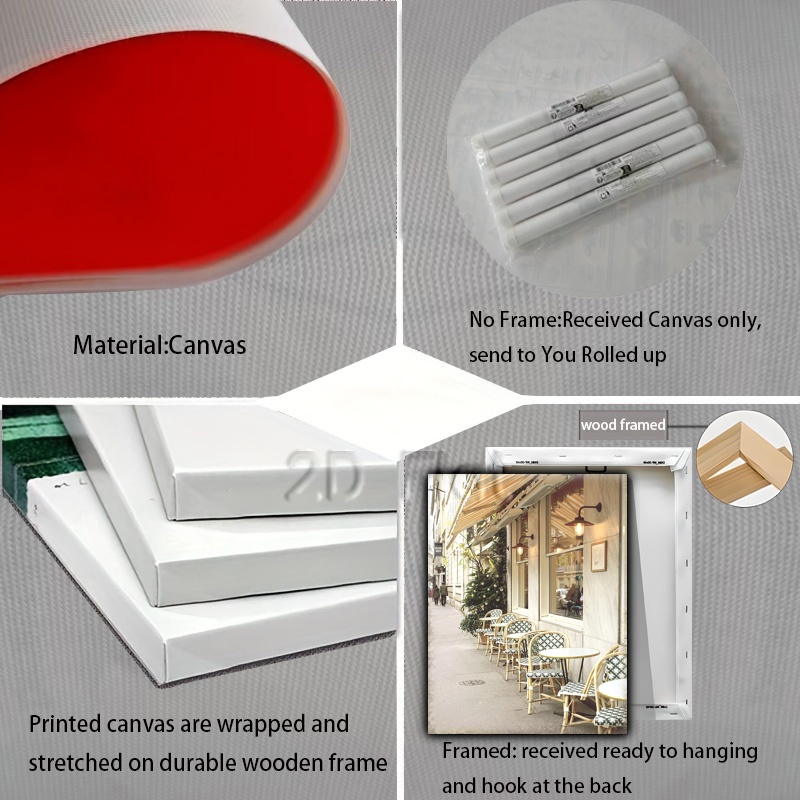 Material:Canvas
No Frame:Received Canvas only,
send to You Rolled up
wood framed
2.D
Printed canvas are wrapped and
stretched on durable wooden frame
Framed: received ready to hanging
and hook at the back